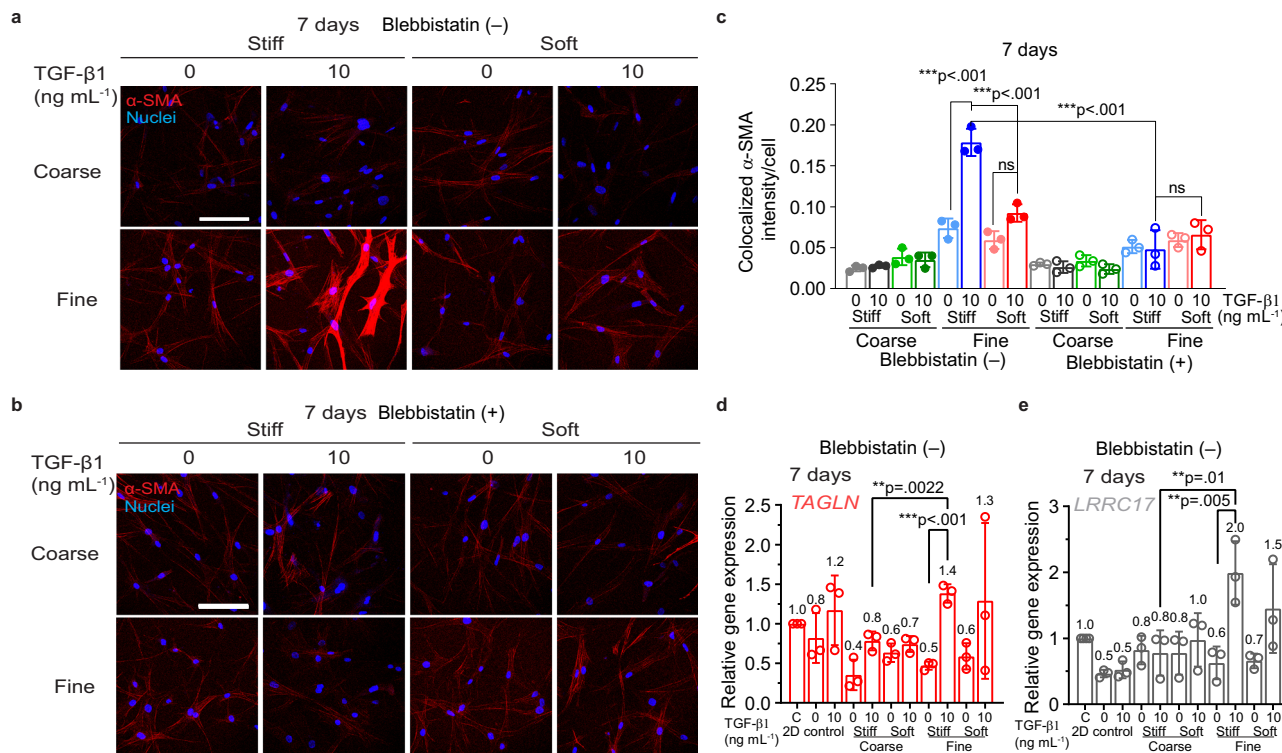 a
7 days Blebbistatin (–)
Stiff Soft
TGF-β1 0 10 0 10
(ng mL⁻¹)
α-SMA
Nuclei
Coarse
Fine
b
7 days Blebbistatin (+)
Stiff Soft
TGF-β1 0 10 0 10
(ng mL⁻¹)
α-SMA
Nuclei
Coarse
Fine
c
7 days
***p<.001
***p<.001
***p<.001
ns
ns
Colocalized α-SMA
intensity/cell
0.25
0.20
0.15
0.10
0.05
0.00
0 10 0 10 0 10 0 10 0 10 0 10 0 10 0 10 TGF-β1
Stiff Soft Stiff Soft Stiff Soft Stiff Soft (ng mL⁻¹)
Coarse Fine Coarse Fine
Blebbistatin (–) Blebbistatin (+)
d
Blebbistatin (–)
7 days
TAGLN
**p=.0022
***p<.001
Relative gene expression
2.5
2.0
1.5
1.0
0.5
0.0
1.0 0.8 1.2 0.4 0.8 0.6 0.7 0.5 1.4 0.6 1.3
TGF-β1 C 0 10 0 10 0 10 0 10 0 10
(ng mL⁻¹) 2D control Stiff Soft Stiff Soft
Coarse Fine
e
Blebbistatin (–)
7 days
LRRC17
**p=.01
**p=.005
Relative gene expression
3
2
1
0
1.0 0.5 0.5 0.8 0.8 0.8 1.0 0.6 2.0 0.7 1.5
TGF-β1 C 0 10 0 10 0 10 0 10 0 10
(ng mL⁻¹) 2D control Stiff Soft Stiff Soft
Coarse Fine